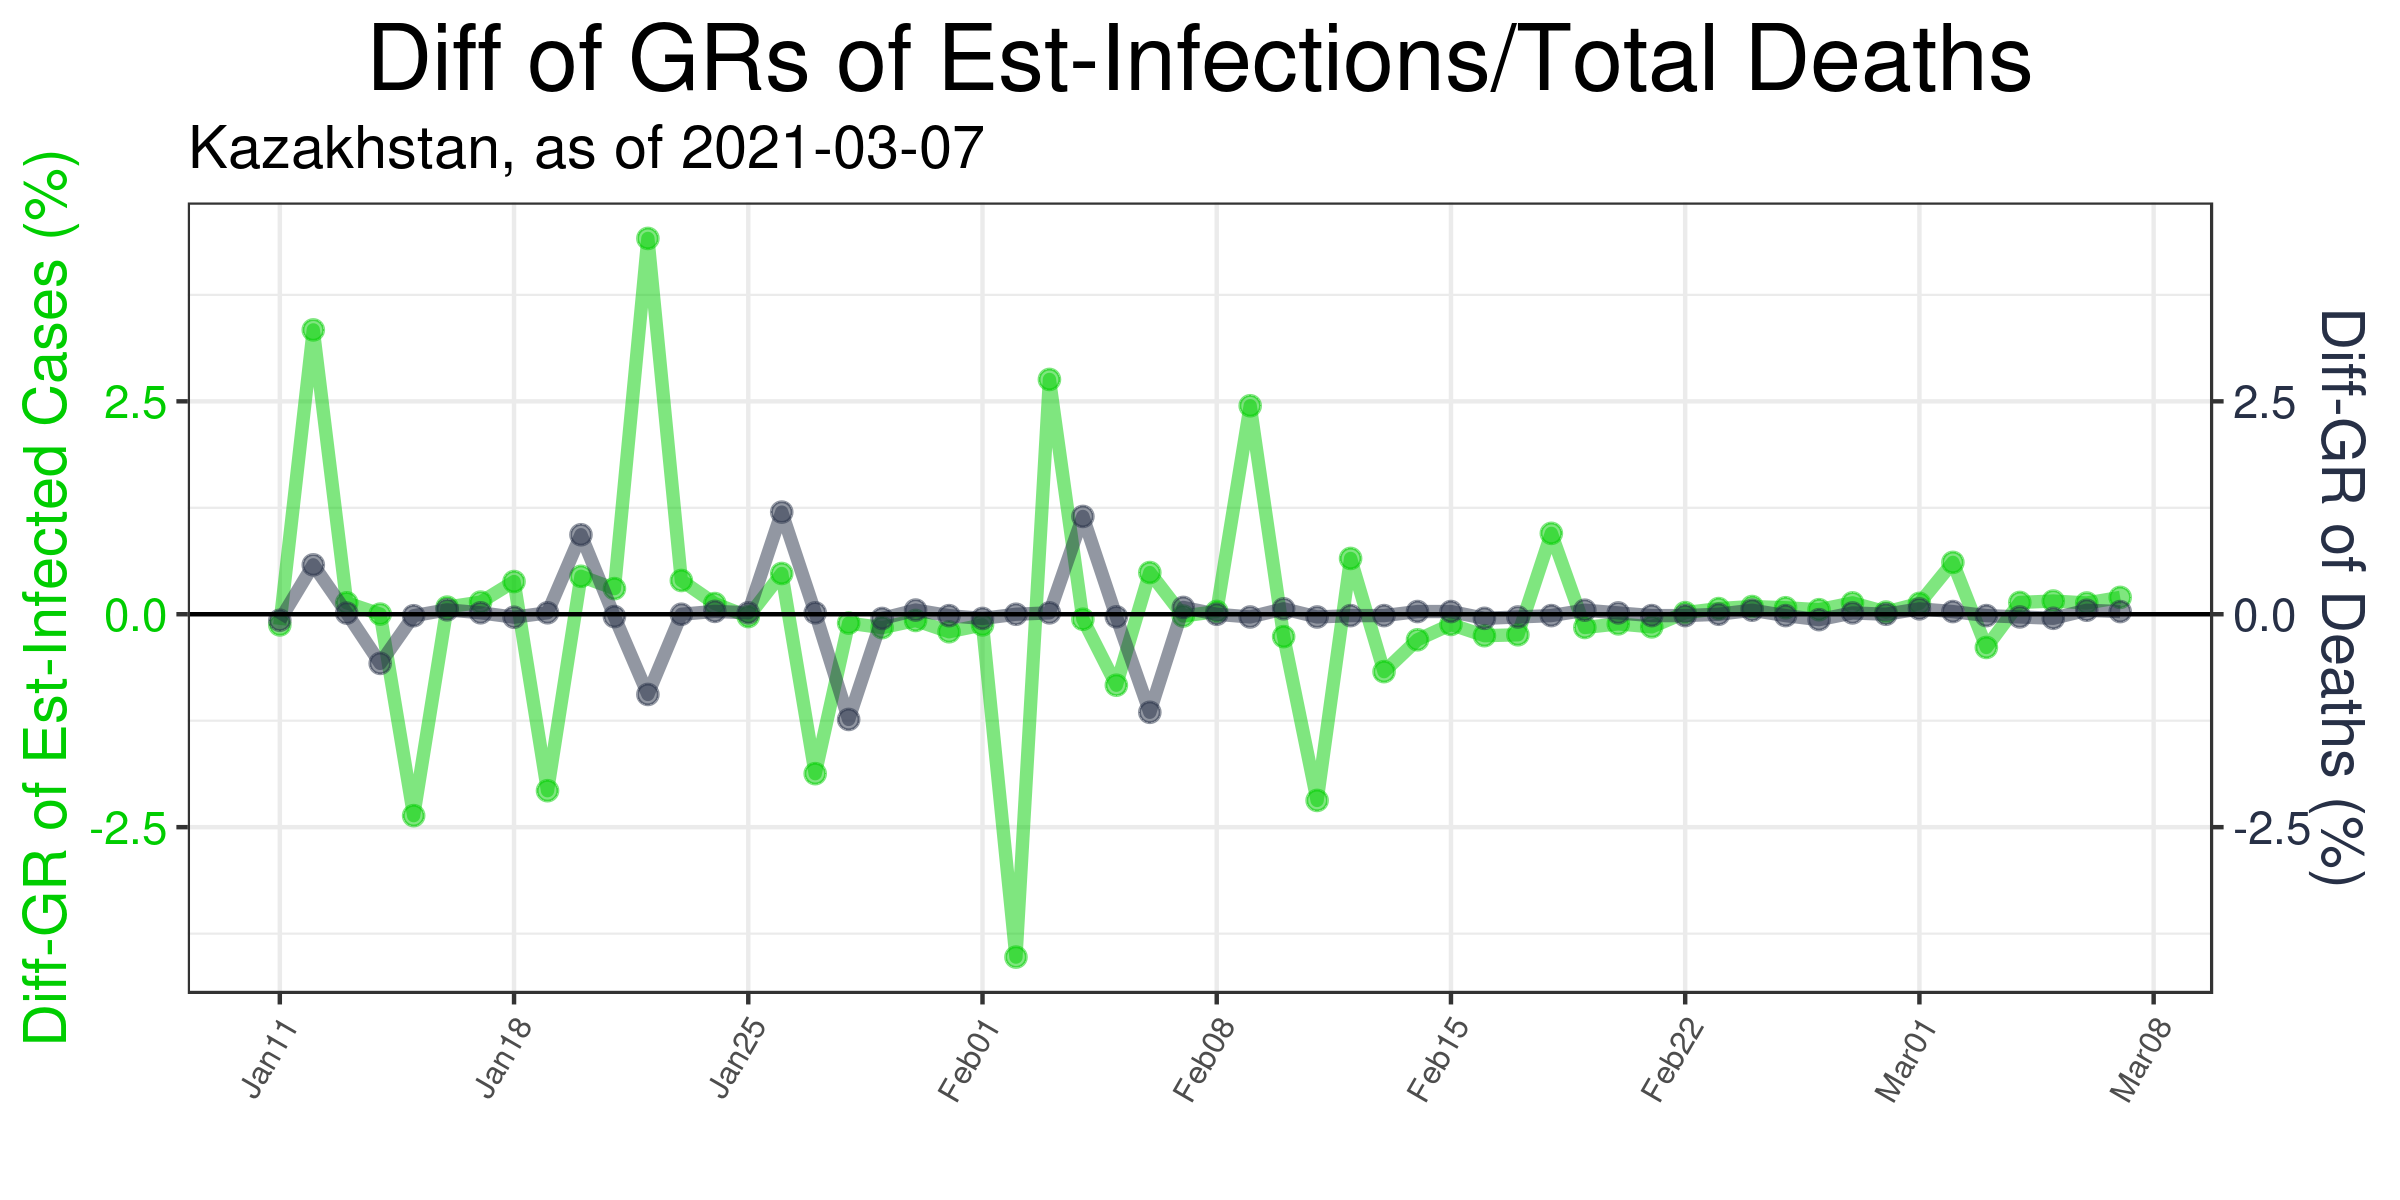 Diff of GRs of Est-Infections/Total Deaths
Kazakhstan, as of 2021-03-07
Diff-GR of Est-Infected Cases (%)
2.5
0.0
-2.5
2.5
0.0
-2.5
Diff-GR of Deaths (%)
Jan11
Jan18
Jan25
Feb01
Feb08
Feb15
Feb22
Mar01
Mar08